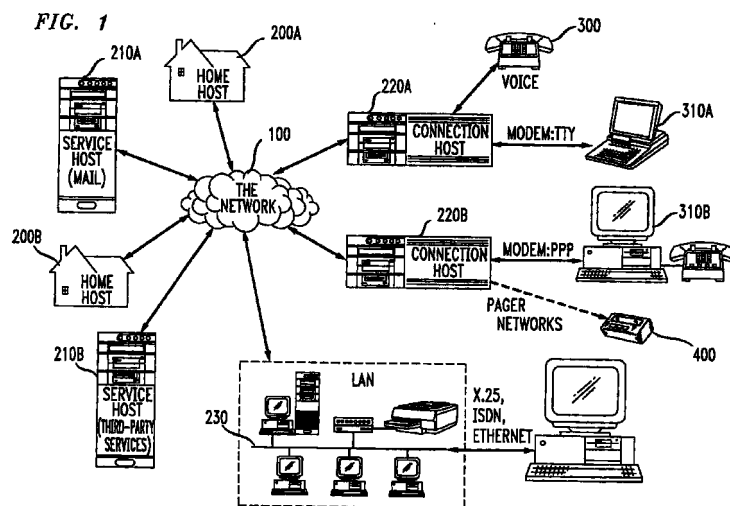 FIG. 1
210A
200A
HOME
HOST
SERVICE
HOST
(MAIL)
100
THE
NETWORK
200B
HOME
HOST
210B
SERVICE
HOST
(THIRD-PARTY
SERVICES)
220A
CONNECTION
HOST
300
VOICE
MODEM:TTY
310A
220B
CONNECTION
HOST
MODEM:PPP
310B
PAGER
NETWORKS
400
LAN
230
X.25,
ISDN,
ETHERNET